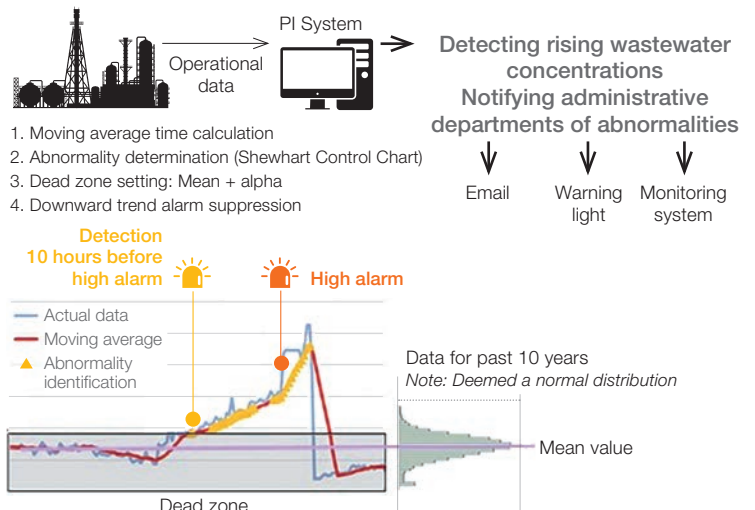 PI System
Operational
data
Detecting rising wastewater
concentrations
Notifying administrative
departments of abnormalities
Email
Warning
light
Monitoring
system
1. Moving average time calculation
2. Abnormality determination (Shewhart Control Chart)
3. Dead zone setting: Mean + alpha
4. Downward trend alarm suppression
Detection
10 hours before
high alarm
High alarm
Actual data
Moving average
Abnormality
identification
Data for past 10 years
Note: Deemed a normal distribution
Mean value
Dead zone